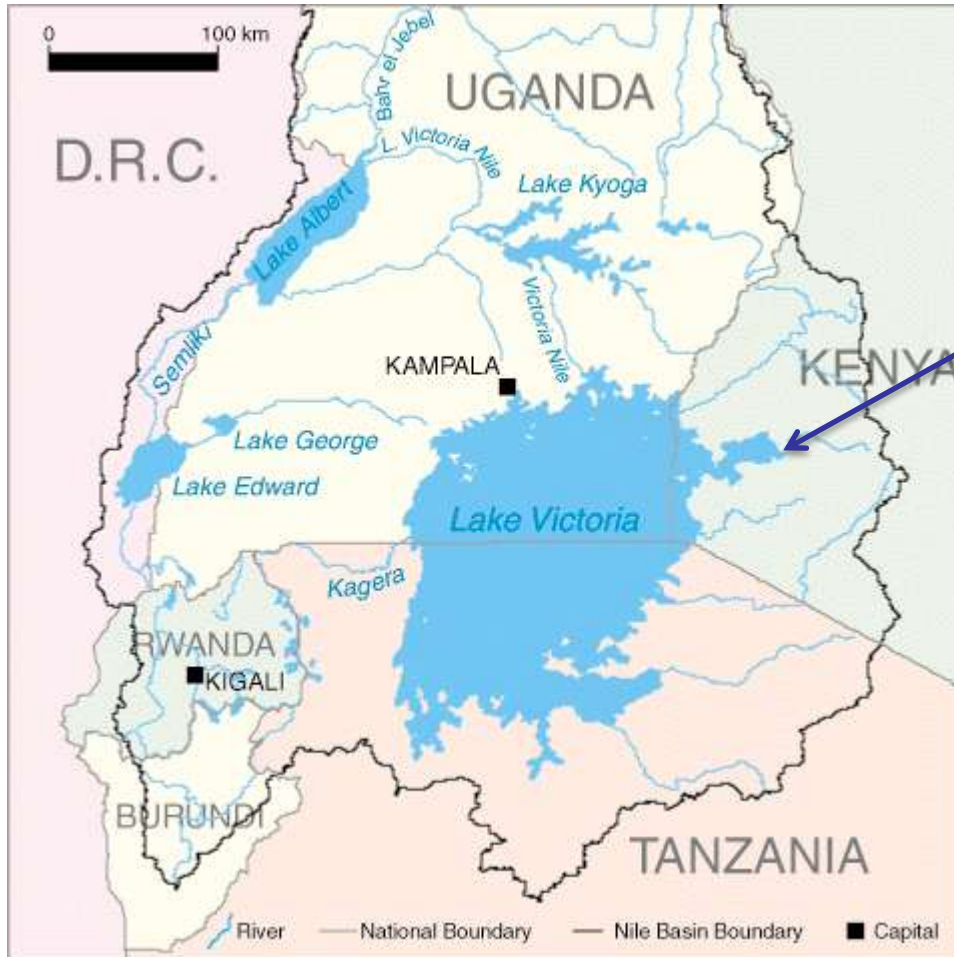 0 100 km
Bahr el Jebel
UGANDA
D.R.C.
L. Victoria Nile
Lake Kyoga
Lake Albert
Victoria Nile
Semliki
KAMPALA
KENYA
Lake George
Lake Edward
Lake Victoria
Kagera
RWANDA
KIGALI
BURUNDI
TANZANIA
River National Boundary Nile Basin Boundary Capital